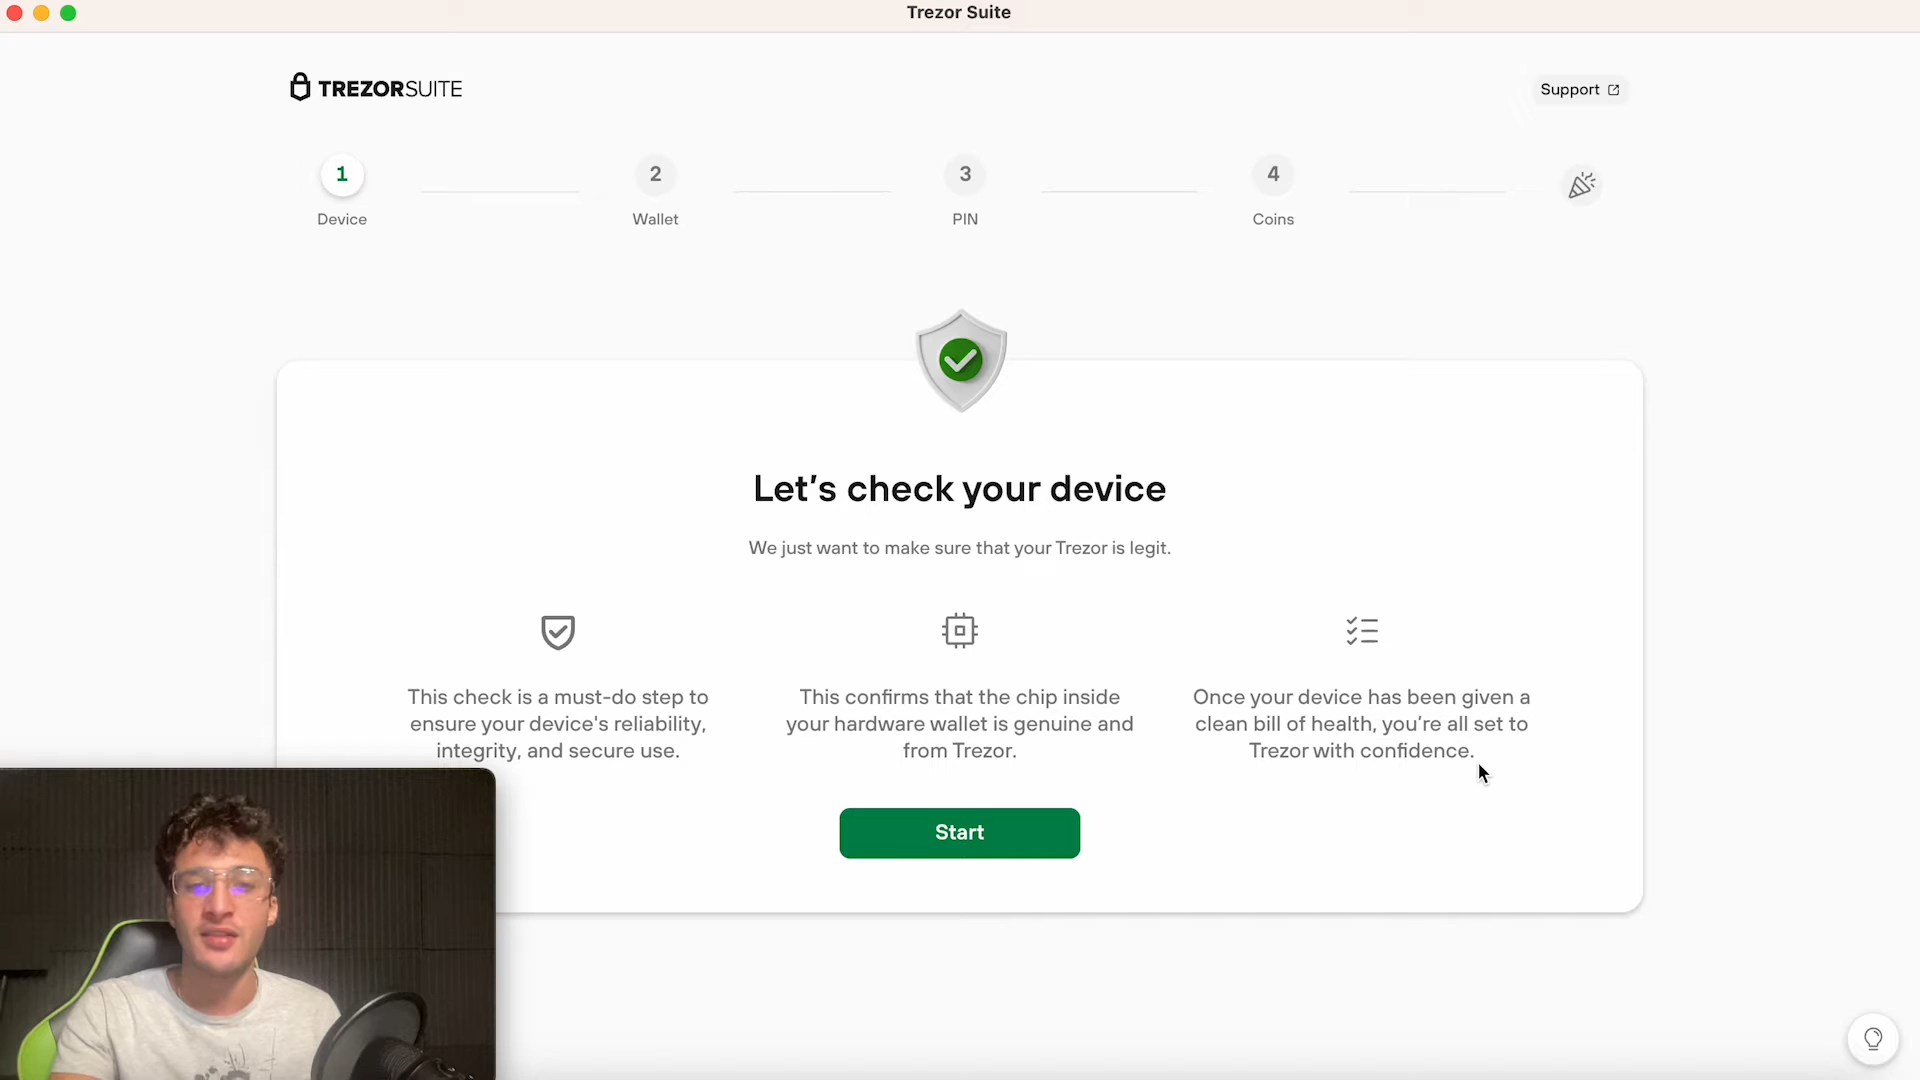 Trezor Suite
TREZORSUITE
Support
1
2
3
4
Device
Wallet
PIN
Coins
Let's check your device
We just want to make sure that your Trezor is legit.
This check is a must-do step to
ensure your device's reliability,
integrity, and secure use.
This confirms that the chip inside
your hardware wallet is genuine and
from Trezor.
Once your device has been given a
clean bill of health, you're all set to
Trezor with confidence.
Start